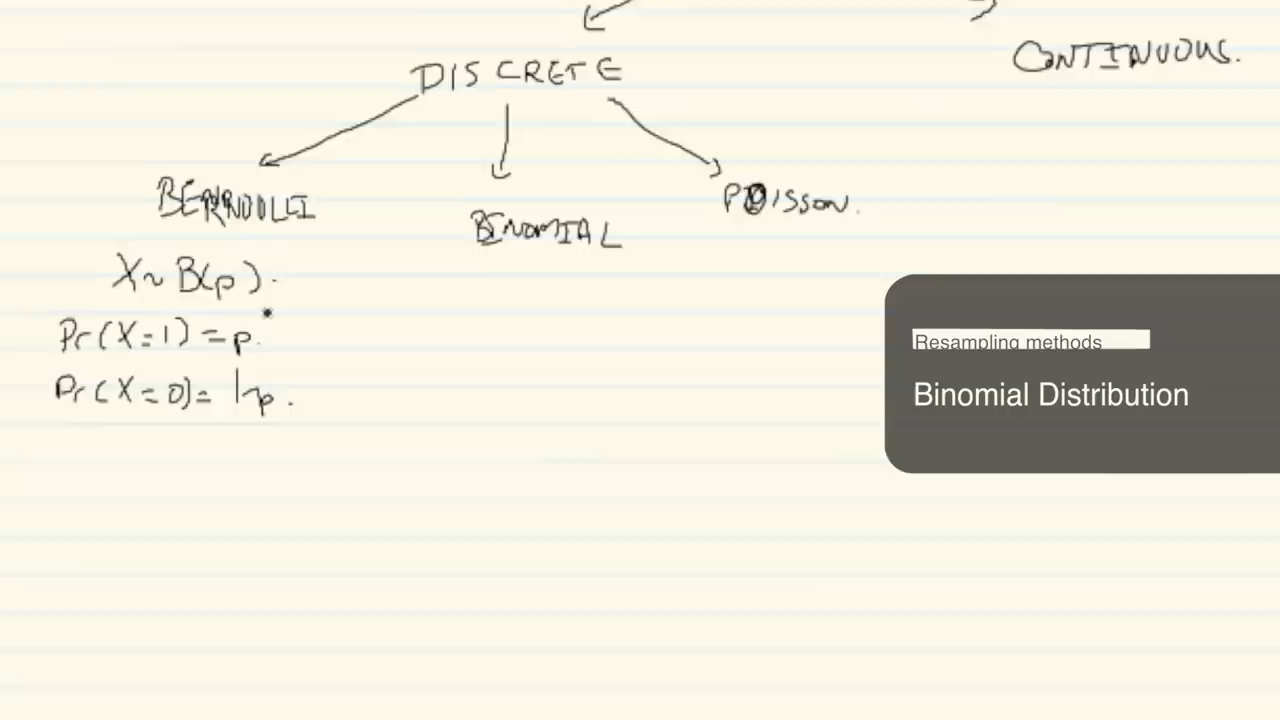 DISCRETE
CONTINUOUS.
BERNOULLI
BINOMIAL
POISSON.
X ~ B(p).
Pr(X=1) = p.
Pr(X=0) = 1-p.
Resampling methods
Binomial Distribution